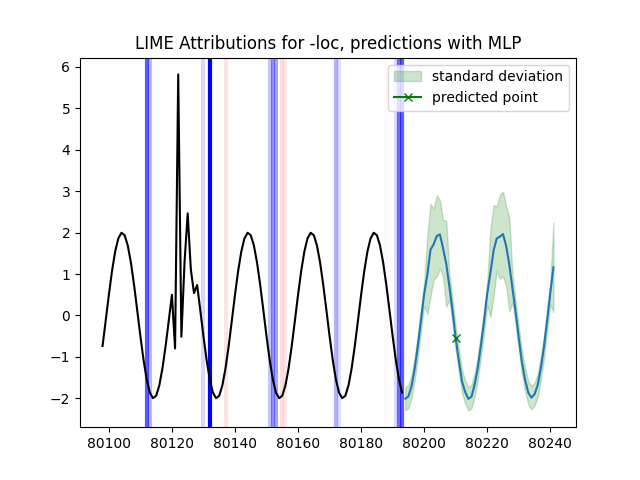 LIME Attributions for -loc, predictions with MLP
standard deviation
predicted point
6
5
4
3
2
1
0
−1
−2
80100 80120 80140 80160 80180 80200 80220 80240